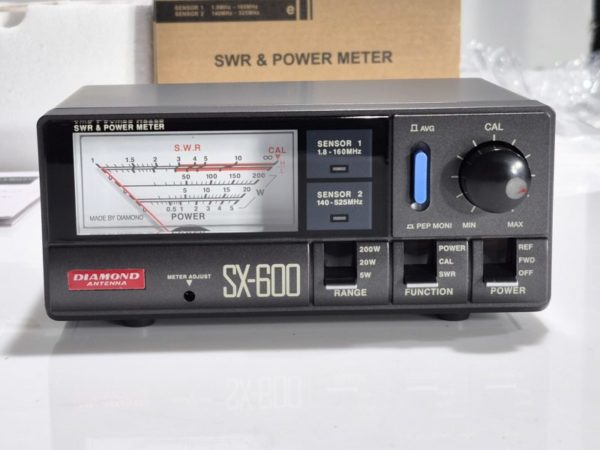 SENSOR 1 1.8MHz - 160MHz
SENSOR 2 140MHz - 525MHz
e
SWR & POWER METER
SWR & POWER METER
S.W.R
CAL
1 1.5 2 3 5 10 ∞
50 100 150 200
5 10 15 20
W
0.5 1 2 3 4 5
MADE BY DIAMOND
POWER
SENSOR 1
1.8-160MHz
SENSOR 2
140-525MHz
AVG
PEP MONI
CAL
MIN
MAX
DIAMOND
ANTENNA
METER ADJUST
SX-600
200W
20W
5W
RANGE
POWER
CAL
SWR
FUNCTION
REF
FWD
OFF
POWER